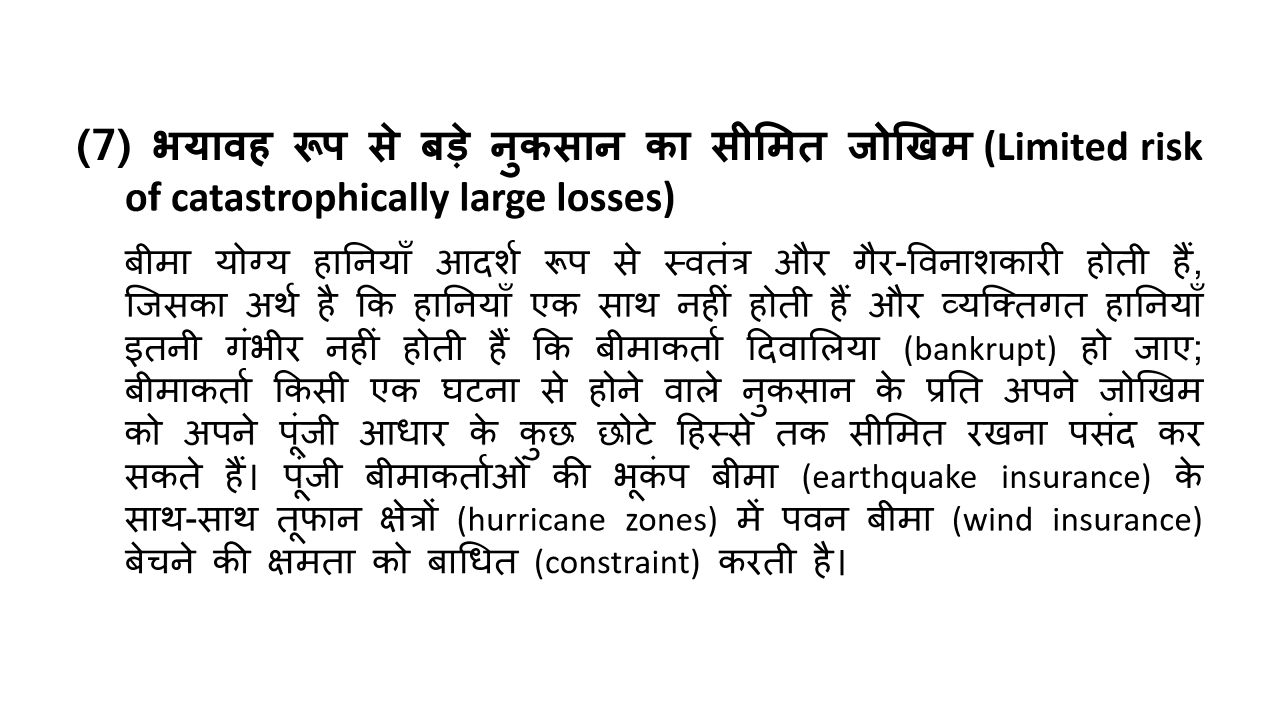 (7) भयावह रूप से बड़े नुकसान का सीमित जोखिम (Limited risk
of catastrophically large losses)
बीमा योग्य हानियाँ आदर्श रूप से स्वतंत्र और गैर-विनाशकारी होती हैं,
जिसका अर्थ है कि हानियाँ एक साथ नहीं होती हैं और व्यक्तिगत हानियाँ
इतनी गंभीर नहीं होती हैं कि बीमाकर्ता दिवालिया (bankrupt) हो जाए;
बीमाकर्ता किसी एक घटना से होने वाले नुकसान के प्रति अपने जोखिम
को अपने पूंजी आधार के कुछ छोटे हिस्से तक सीमित रखना पसंद कर
सकते हैं। पूंजी बीमाकर्ताओं की भूकंप बीमा (earthquake insurance) के
साथ-साथ तूफान क्षेत्रों (hurricane zones) में पवन बीमा (wind insurance)
बेचने की क्षमता को बाधित (constraint) करती है।